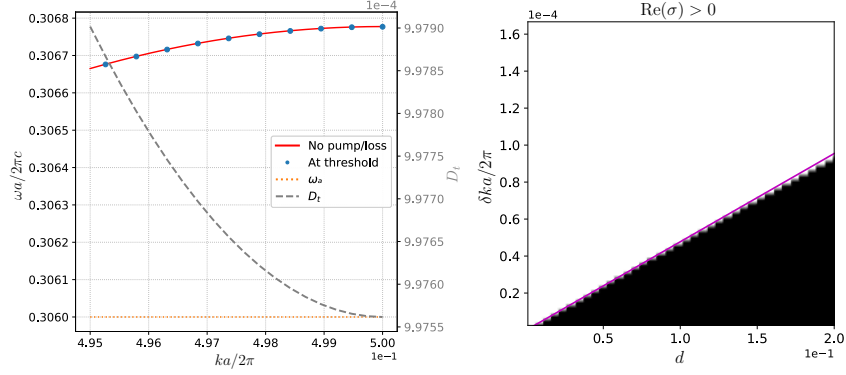 1e−4
0.3068
0.3067
0.3066
0.3065
0.3064
0.3063
0.3062
0.3061
0.3060
ωa/2πc
4.95
4.96
4.97
4.98
4.99
5.00
1e−1
ka/2π
9.9790
9.9785
9.9780
9.9775
9.9770
9.9765
9.9760
9.9755
D_t
No pump/loss
At threshold
ωₐ
D_t
Re(σ) > 0
1e−4
1.6
1.4
1.2
1.0
0.8
0.6
0.4
0.2
δka/2π
0.5
1.0
1.5
2.0
1e−1
d